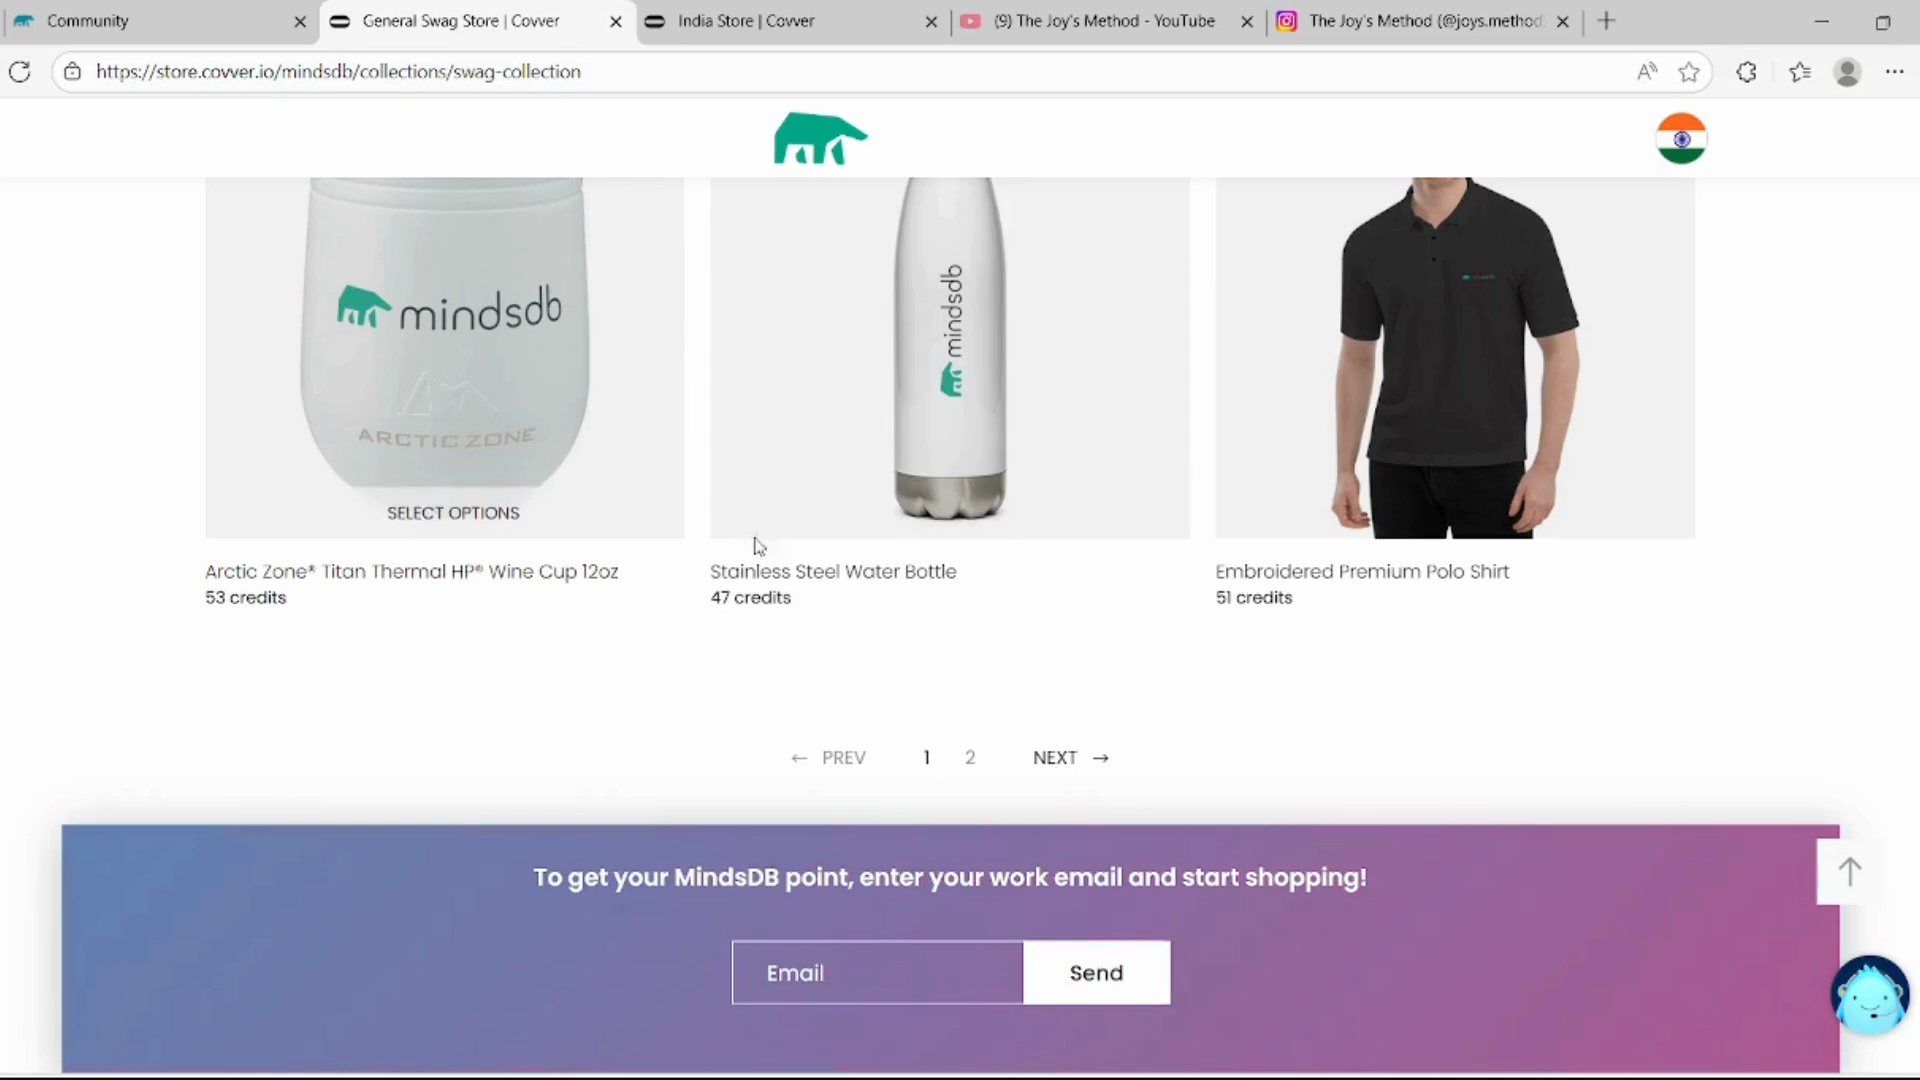 Community
General Swag Store | Covver
India Store | Covver
(9) The Joy's Method - YouTube
The Joy's Method (@joys.method
https://store.covver.io/mindsdb/collections/swag-collection
mindsdb
ARCTIC ZONE
SELECT OPTIONS
mindsdb
mindsdb
Arctic Zone® Titan Thermal HP® Wine Cup 12oz
53 credits
Stainless Steel Water Bottle
47 credits
Embroidered Premium Polo Shirt
51 credits
← PREV 1 2 NEXT →
To get your MindsDB point, enter your work email and start shopping!
Email
Send